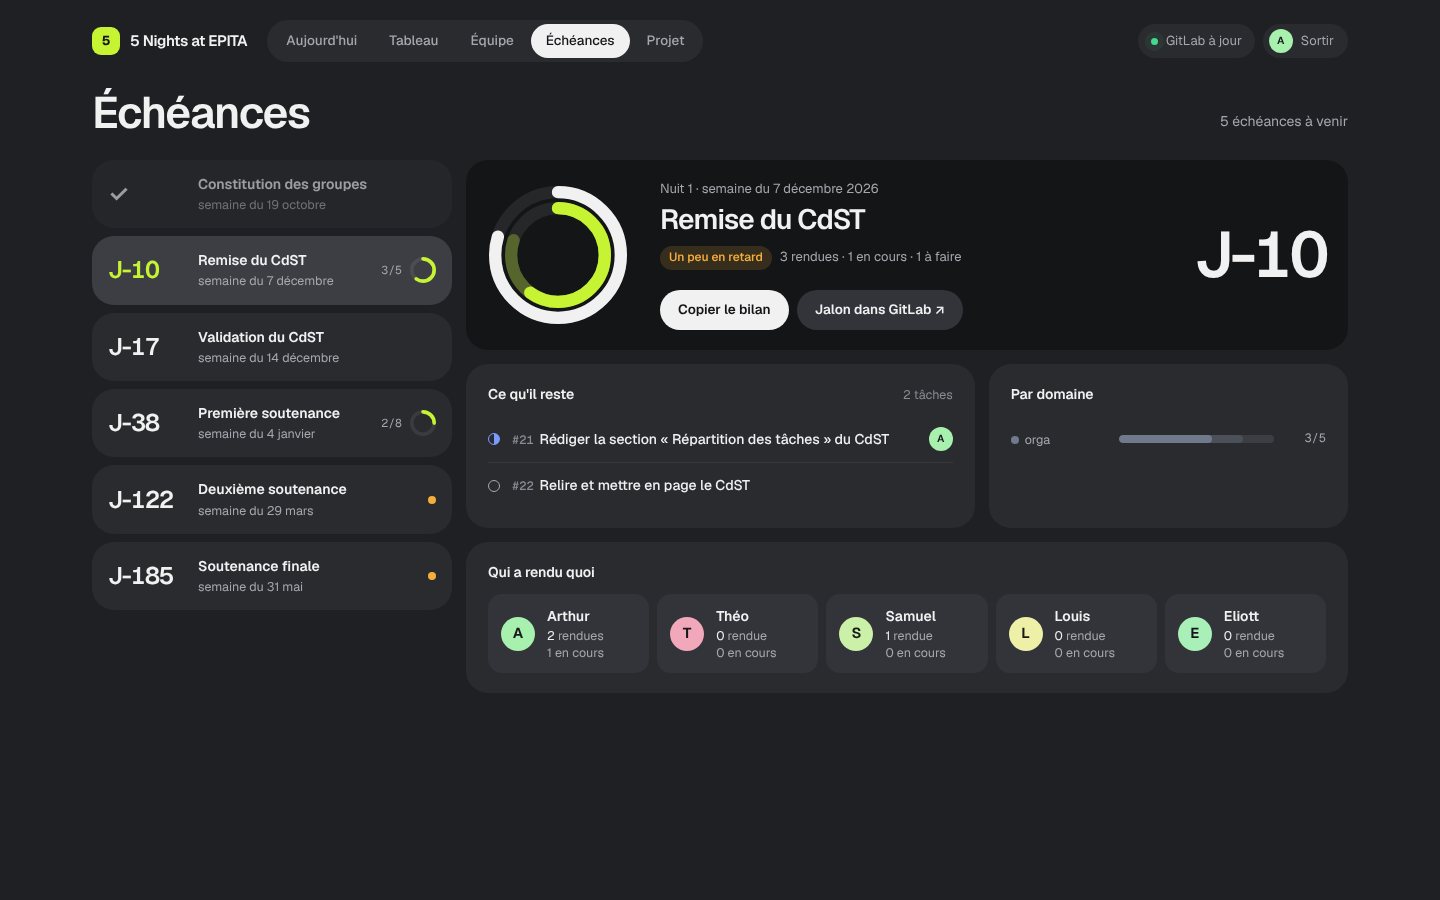 5 5 Nights at EPITA Aujourd'hui Tableau Équipe Échéances Projet GitLab à jour A Sortir
Échéances
5 échéances à venir
Constitution des groupes
semaine du 19 octobre
J-10 Remise du CdST 3/5
semaine du 7 décembre
J-17 Validation du CdST
semaine du 14 décembre
J-38 Première soutenance 2/8
semaine du 4 janvier
J-122 Deuxième soutenance
semaine du 29 mars
J-185 Soutenance finale
semaine du 31 mai
Nuit 1 · semaine du 7 décembre 2026
Remise du CdST
Un peu en retard 3 rendues · 1 en cours · 1 à faire
Copier le bilan Jalon dans GitLab ↗
J-10
Ce qu'il reste 2 tâches
#21 Rédiger la section « Répartition des tâches » du CdST A
#22 Relire et mettre en page le CdST
Par domaine
orga 3/5
Qui a rendu quoi
A Arthur
2 rendues
1 en cours
T Théo
0 rendue
0 en cours
S Samuel
1 rendue
0 en cours
L Louis
0 rendue
0 en cours
E Eliott
0 rendue
0 en cours